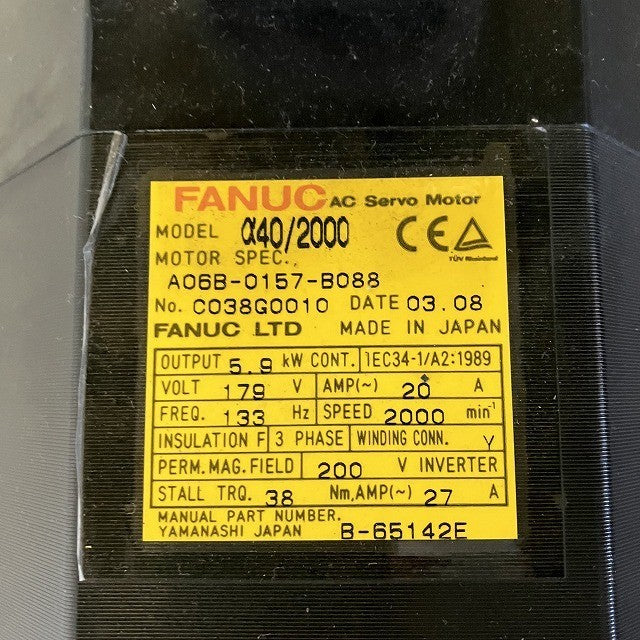 FANUC AC Servo Motor
MODEL α40/2000
CE TÜV Rheinland
MOTOR SPEC.
A06B-0157-B088
No. C038G0010 DATE 03.08
FANUC LTD MADE IN JAPAN
OUTPUT 5.9 kW CONT. IEC34-1/A2:1989
VOLT 179 V AMP(~) 20 A
FREQ. 133 Hz SPEED 2000 min⁻¹
INSULATION F 3 PHASE WINDING CONN. Y
PERM.MAG.FIELD 200 V INVERTER
STALL TRQ. 38 Nm,AMP(~) 27 A
MANUAL PART NUMBER.
YAMANASHI JAPAN B-65142E